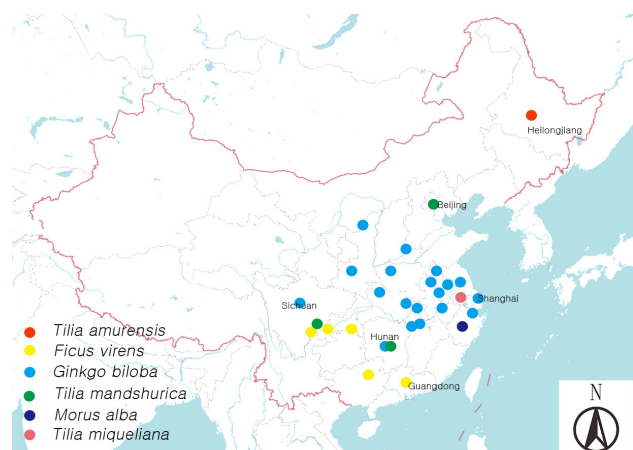 Heilongjiang
Beijing
Sichuan
Shanghai
Hunan
Guangdong
Tilia amurensis
Ficus virens
Ginkgo biloba
Tilia mandshurica
Morus alba
Tilia miqueliana
N